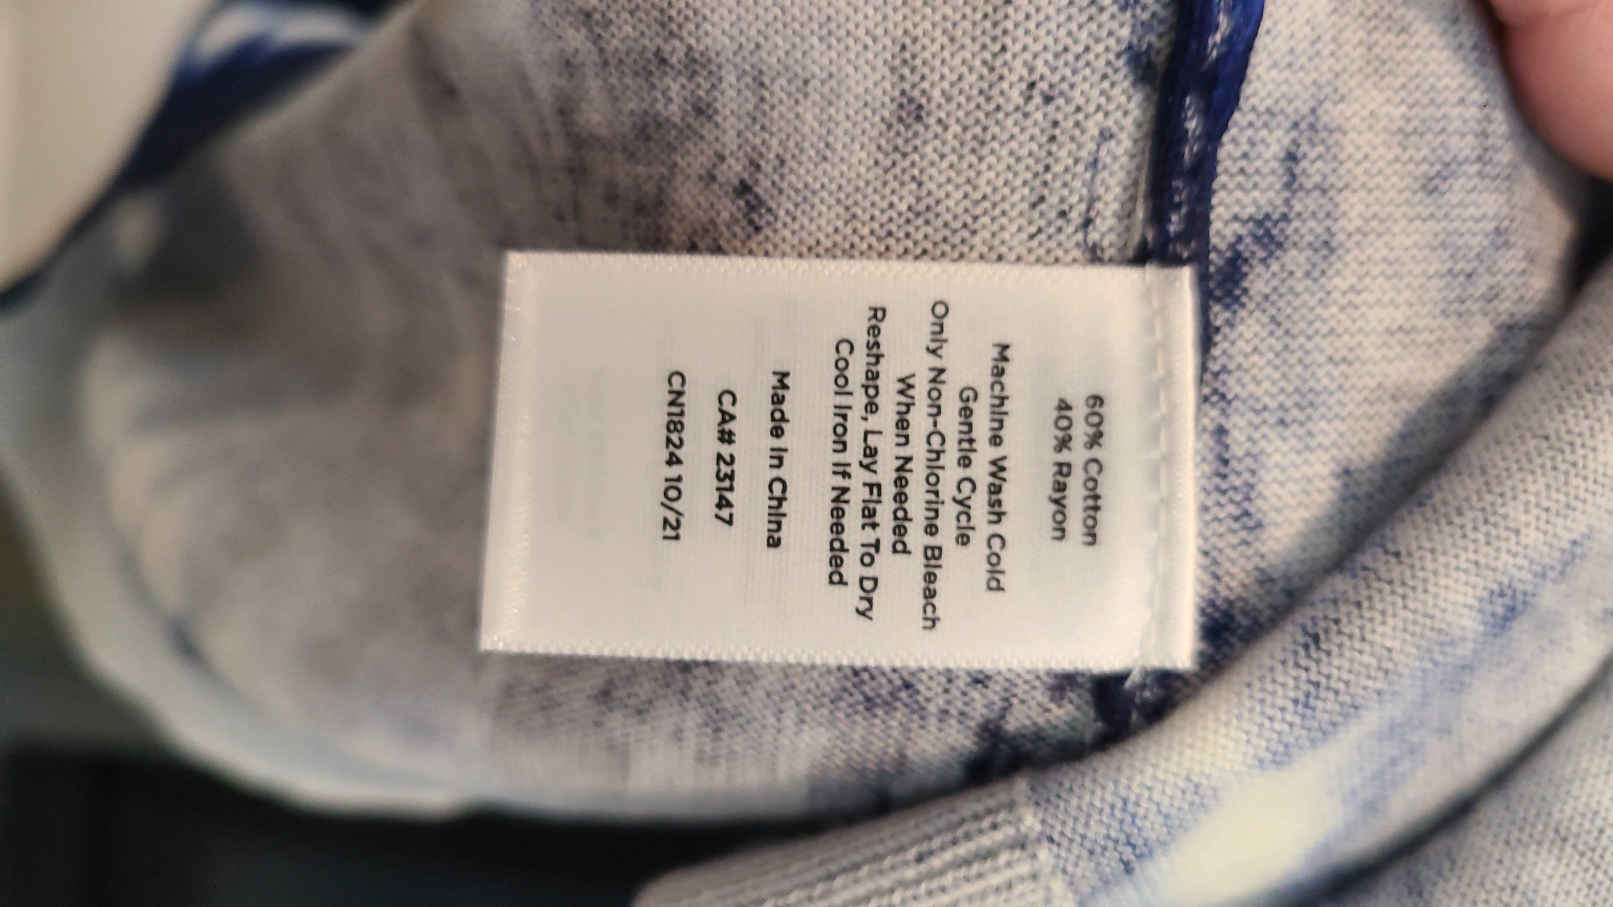 60% Cotton
40% Rayon
Machine Wash Cold
Gentle Cycle
Only Non-Chlorine Bleach
When Needed
Reshape, Lay Flat To Dry
Cool Iron If Needed
Made In China
CA# 23147
CN1824 10/21